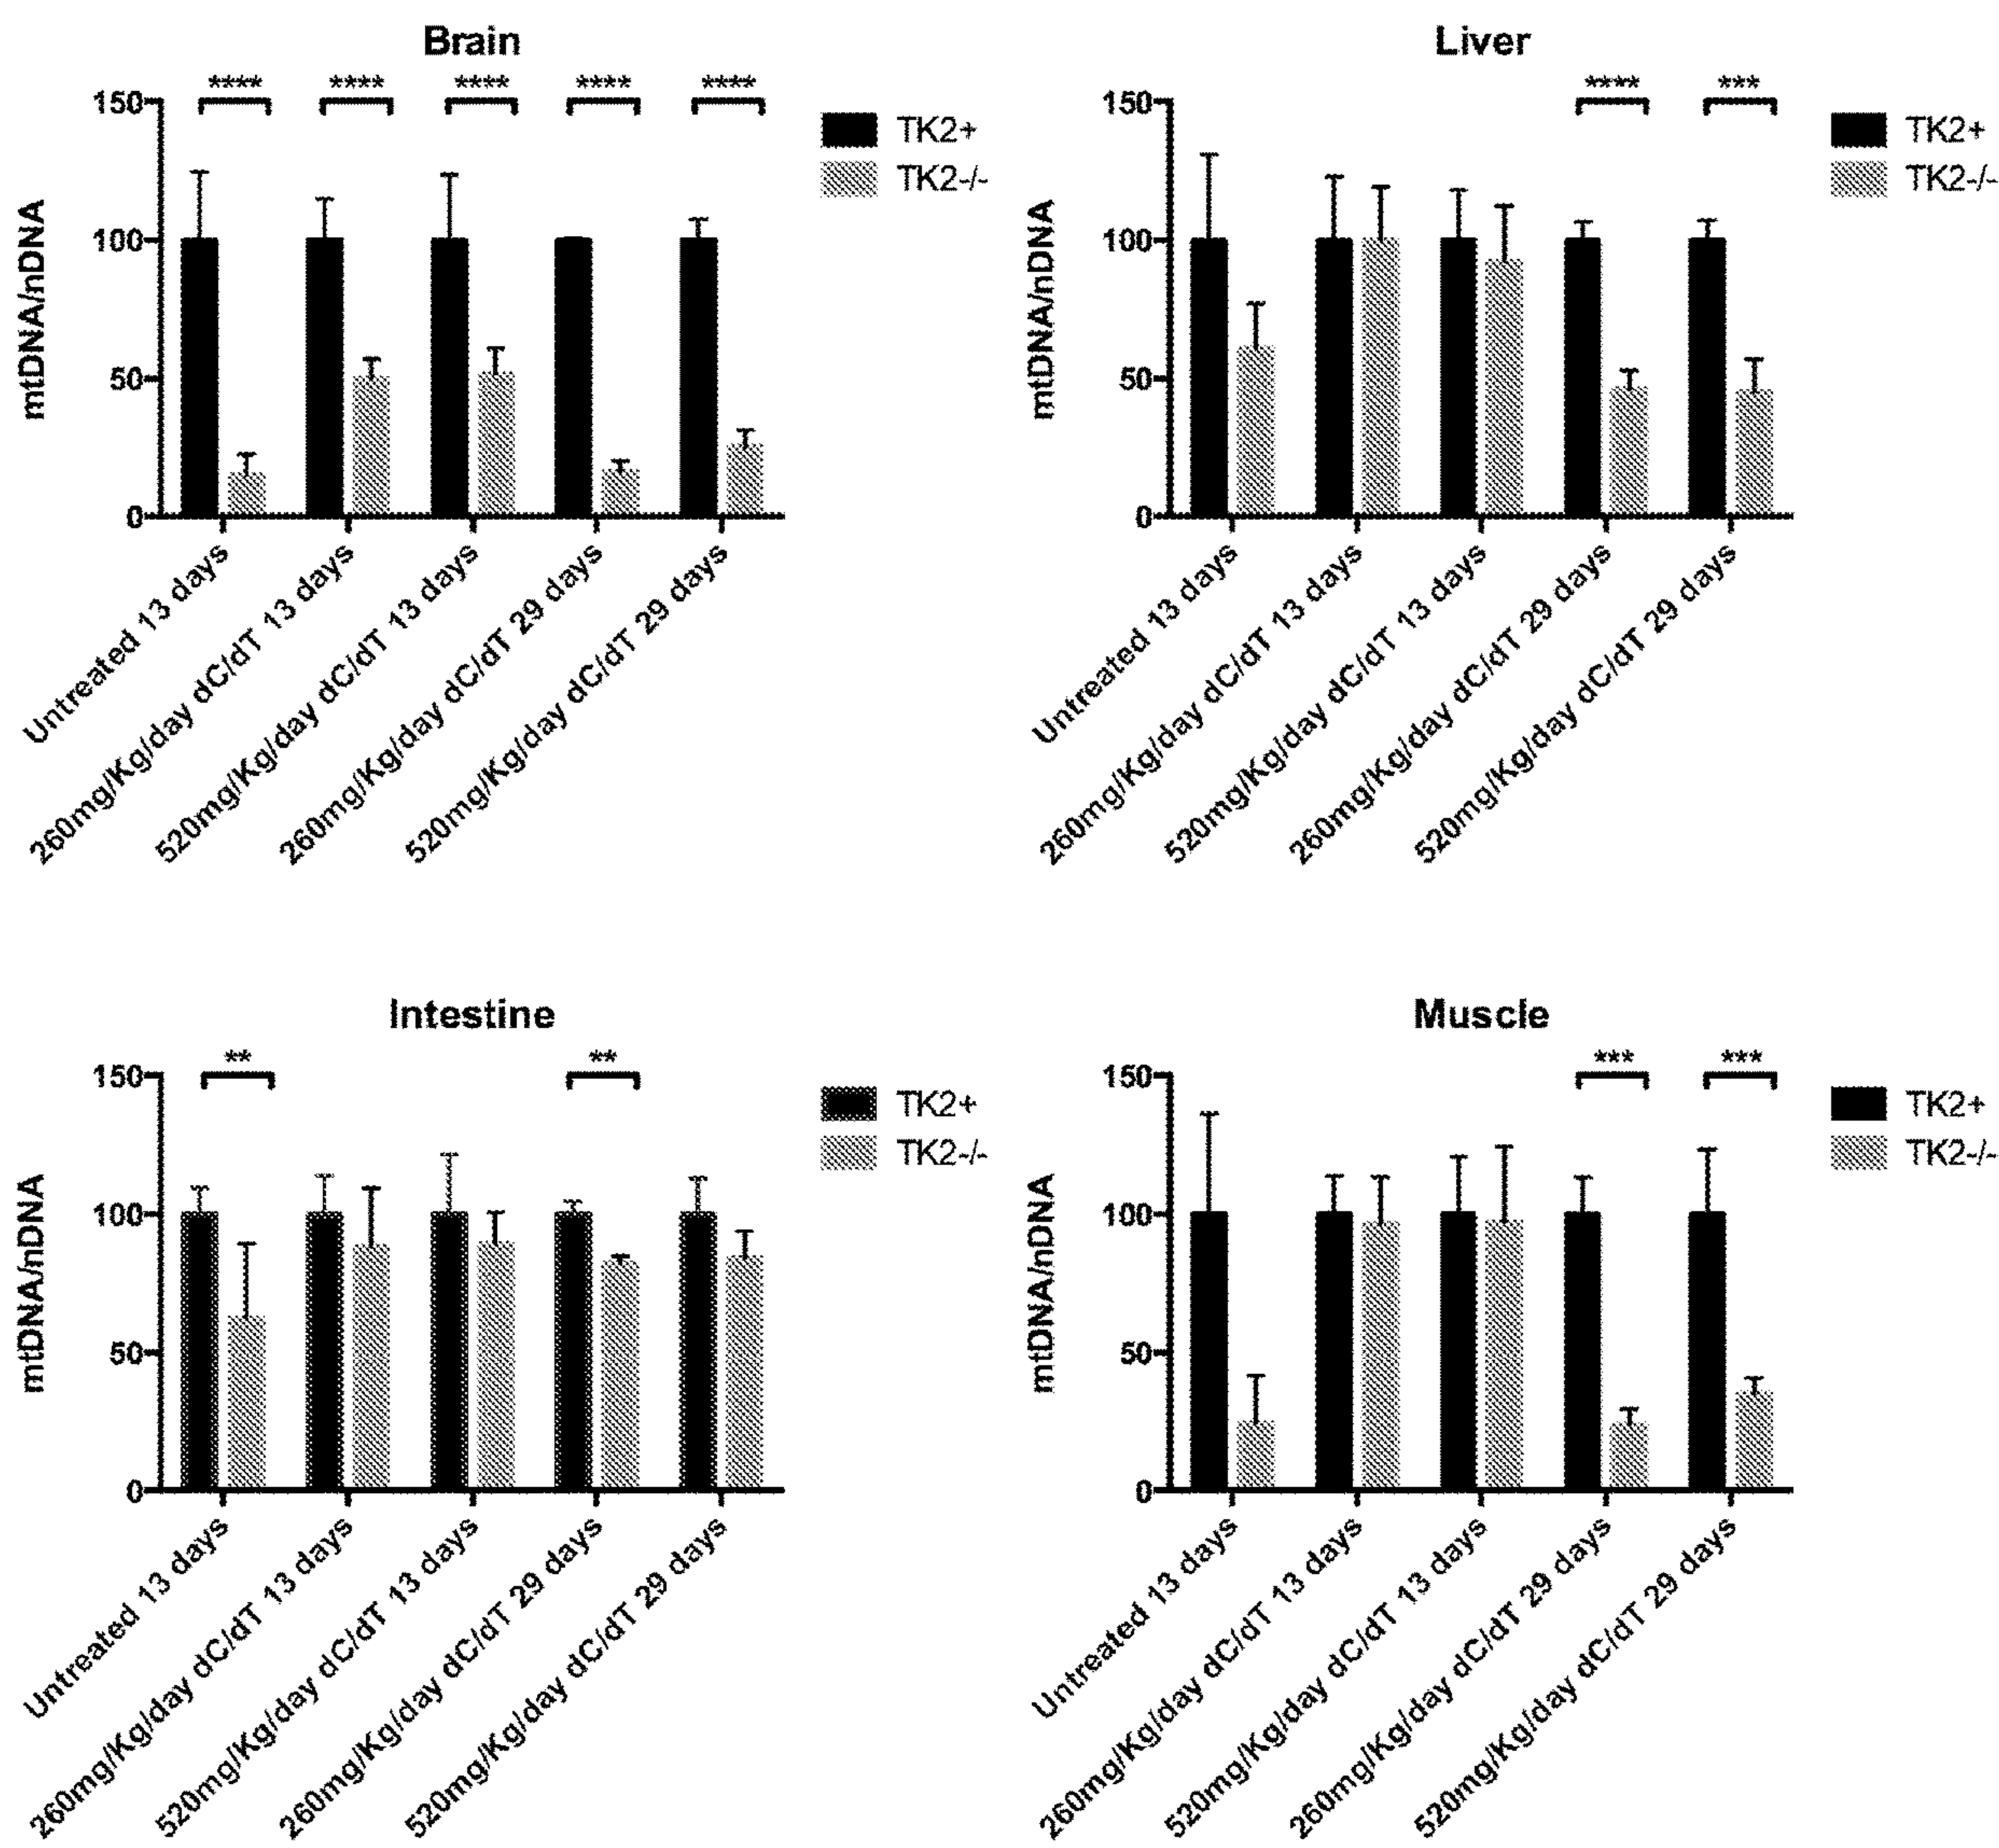 Brain
**** **** **** **** ****
150
100
50
0
mtDNA/nDNA
TK2+
TK2-/-
Untreated 13 days
260mg/Kg/day dC/dT 13 days
520mg/Kg/day dC/dT 13 days
260mg/Kg/day dC/dT 29 days
520mg/Kg/day dC/dT 29 days
Liver
**** ***
150
100
50
0
mtDNA/nDNA
TK2+
TK2-/-
Untreated 13 days
260mg/Kg/day dC/dT 13 days
520mg/Kg/day dC/dT 13 days
260mg/Kg/day dC/dT 29 days
520mg/Kg/day dC/dT 29 days
Intestine
** **
150
100
50
0
mtDNA/nDNA
TK2+
TK2-/-
Untreated 13 days
260mg/Kg/day dC/dT 13 days
520mg/Kg/day dC/dT 13 days
260mg/Kg/day dC/dT 29 days
520mg/Kg/day dC/dT 29 days
Muscle
*** ***
150
100
50
0
mtDNA/nDNA
TK2+
TK2-/-
Untreated 13 days
260mg/Kg/day dC/dT 13 days
520mg/Kg/day dC/dT 13 days
260mg/Kg/day dC/dT 29 days
520mg/Kg/day dC/dT 29 days